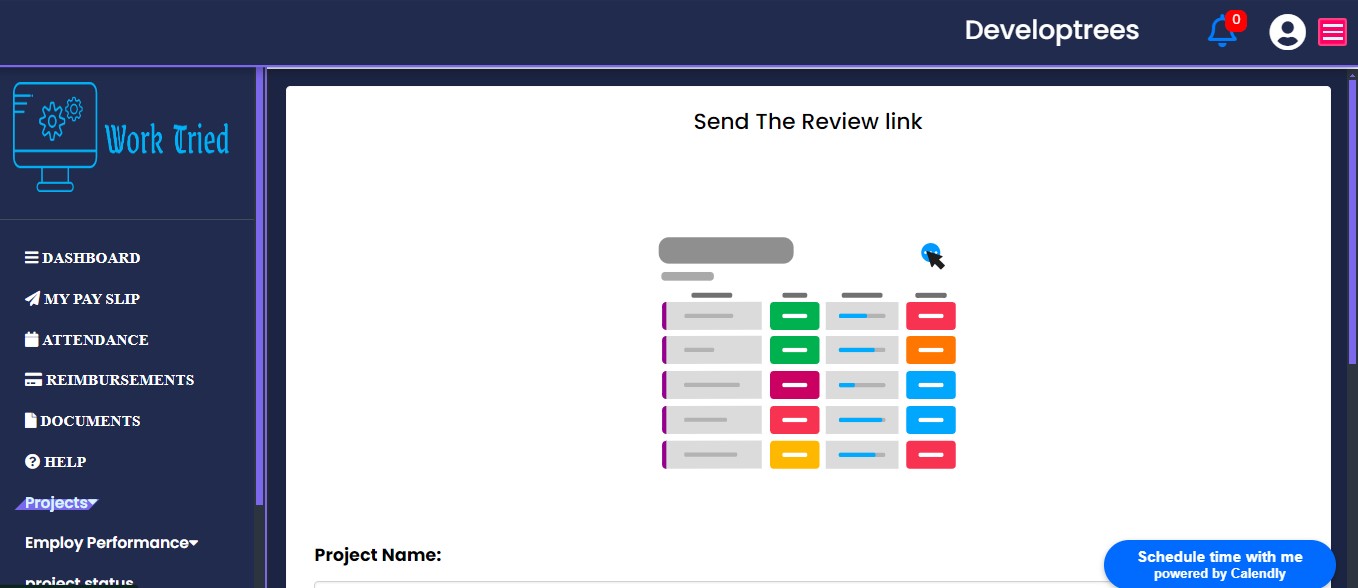 Developtrees
0
Work Tried
Send The Review link
DASHBOARD
MY PAY SLIP
ATTENDANCE
REIMBURSEMENTS
DOCUMENTS
HELP
Projects
Employ Performance
project status
Project Name:
Schedule time with me
powered by Calendly